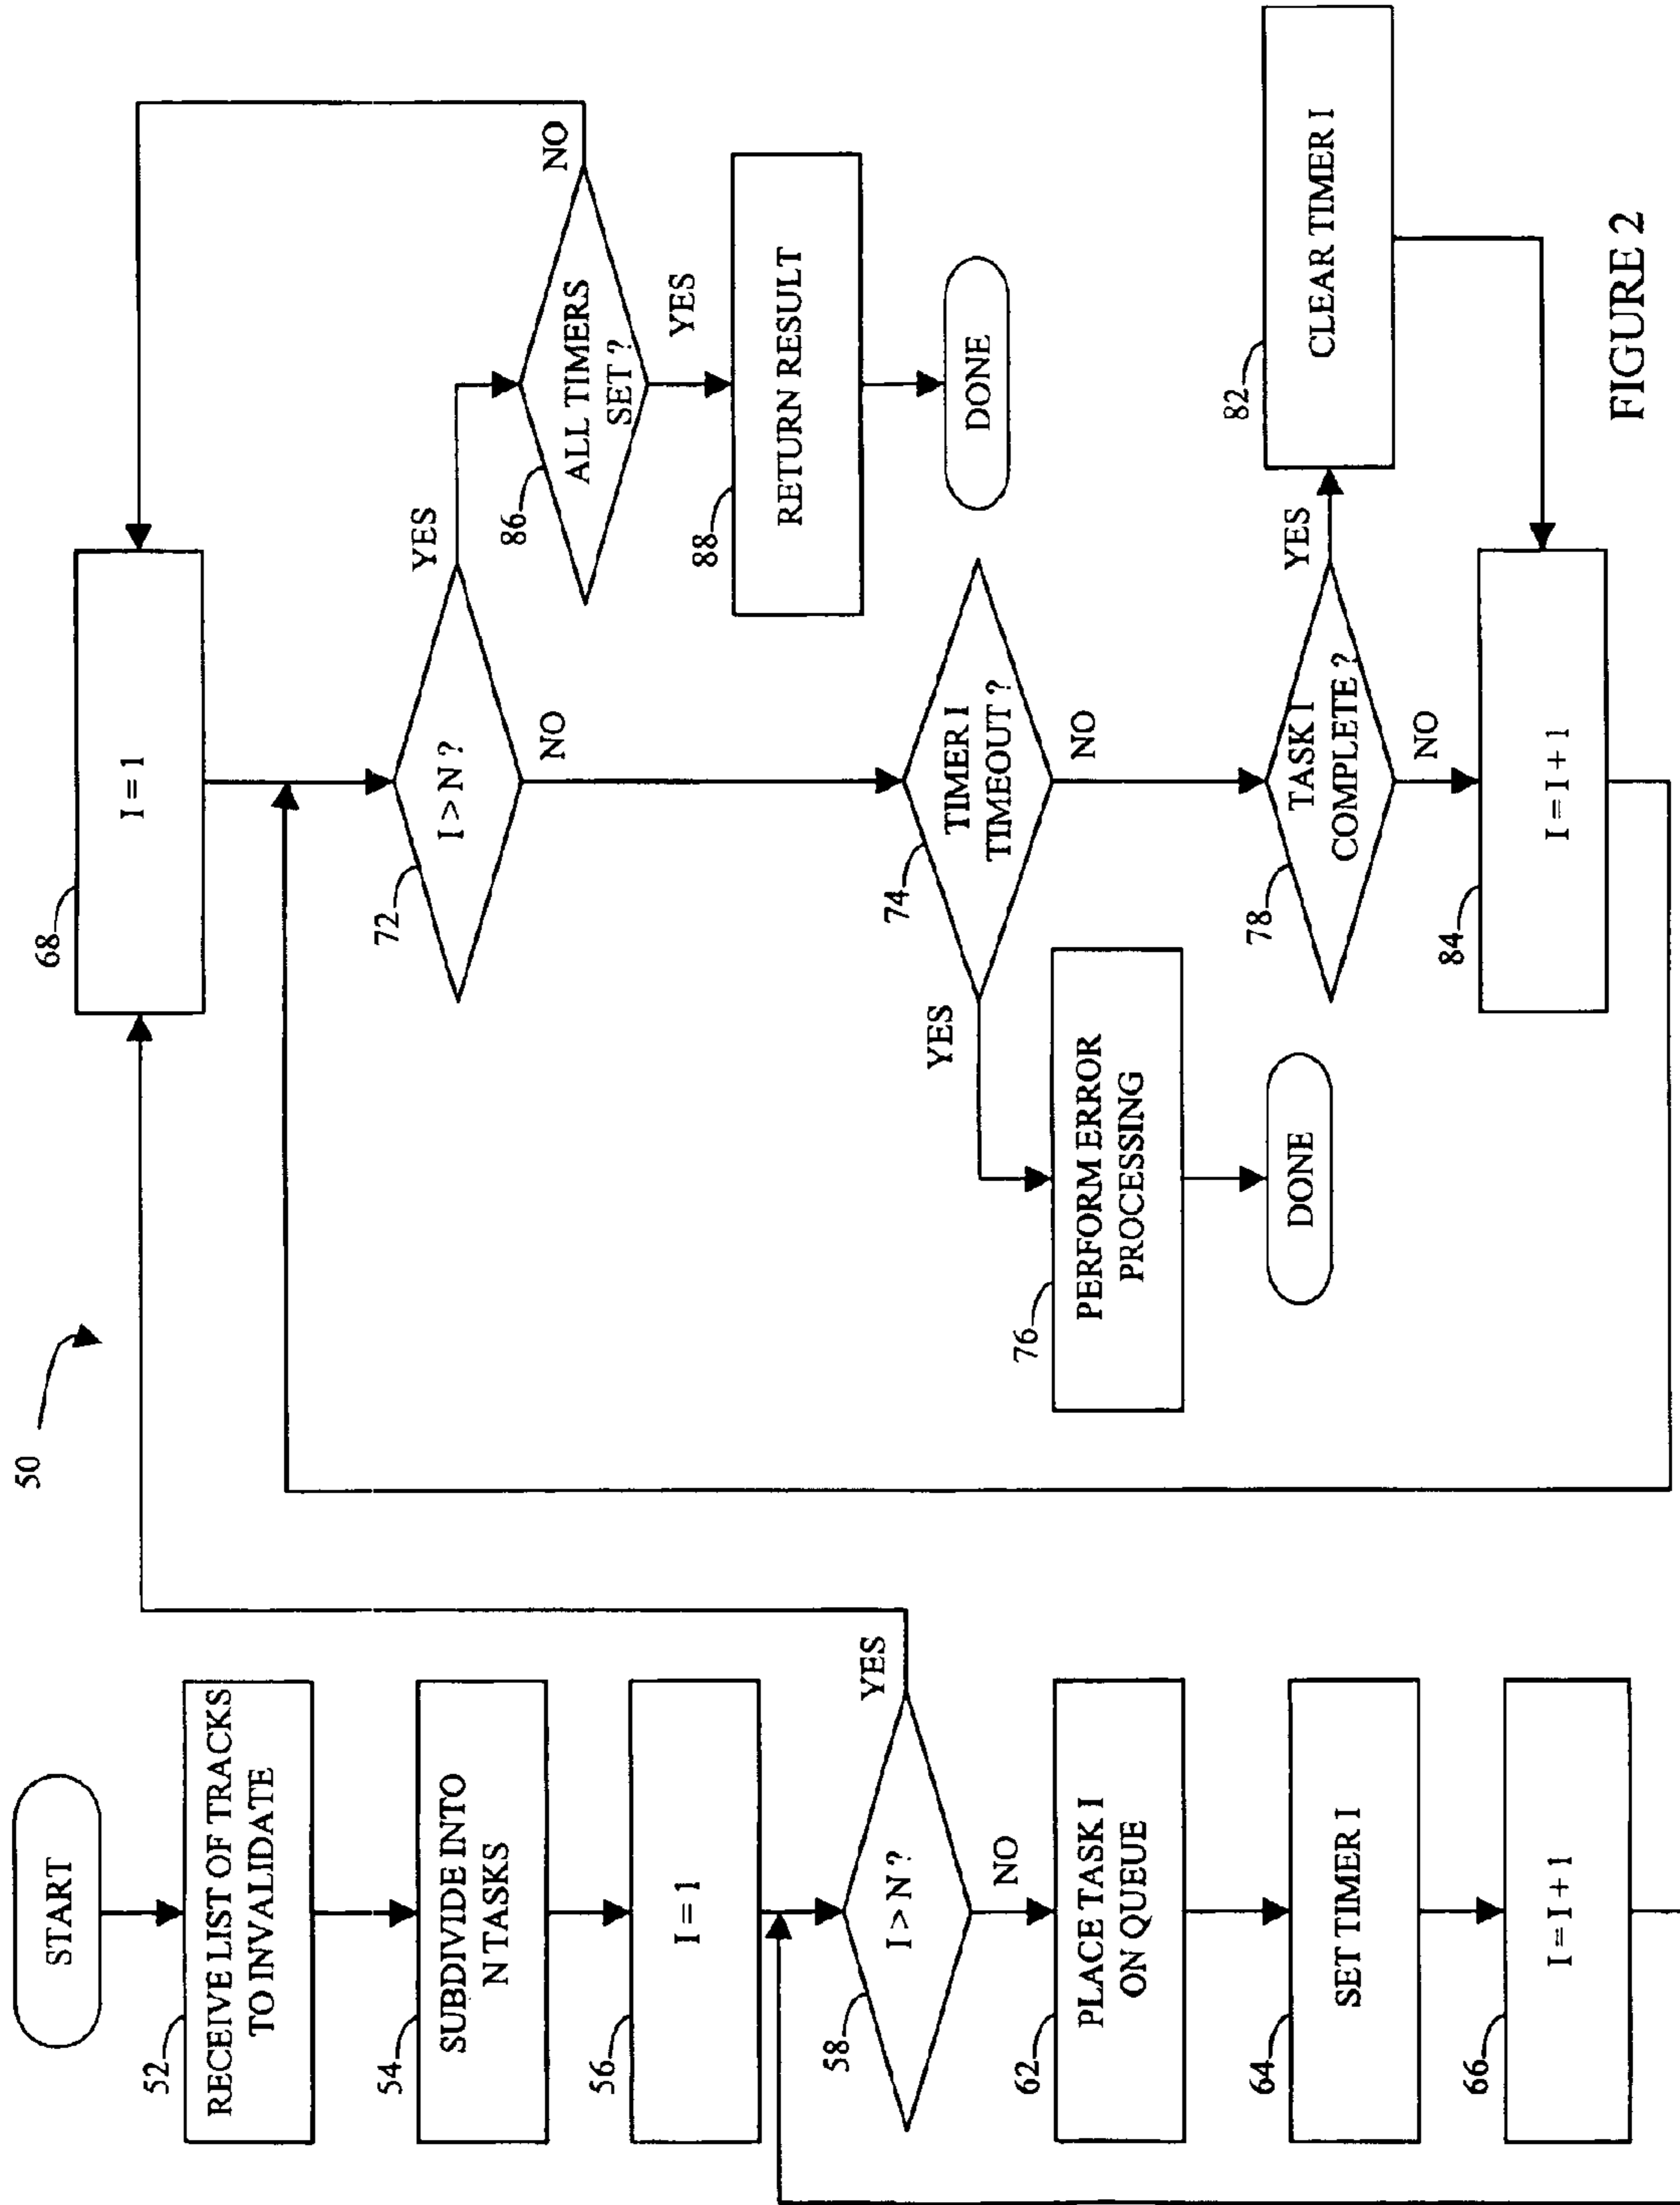 50
START
52
RECEIVE LIST OF TRACKS
TO INVALIDATE
54
SUBDIVIDE INTO
N TASKS
56
I = 1
58
I > N ?
YES
NO
62
PLACE TASK I
ON QUEUE
64
SET TIMER I
66
I = I + 1
68
I = 1
72
I > N ?
YES
NO
86
ALL TIMERS
SET ?
NO
YES
88
RETURN RESULT
DONE
74
TIMER I
TIMEOUT ?
YES
NO
76
PERFORM ERROR
PROCESSING
DONE
78
TASK I
COMPLETE ?
YES
NO
82
CLEAR TIMER I
84
I = I + 1
FIGURE 2